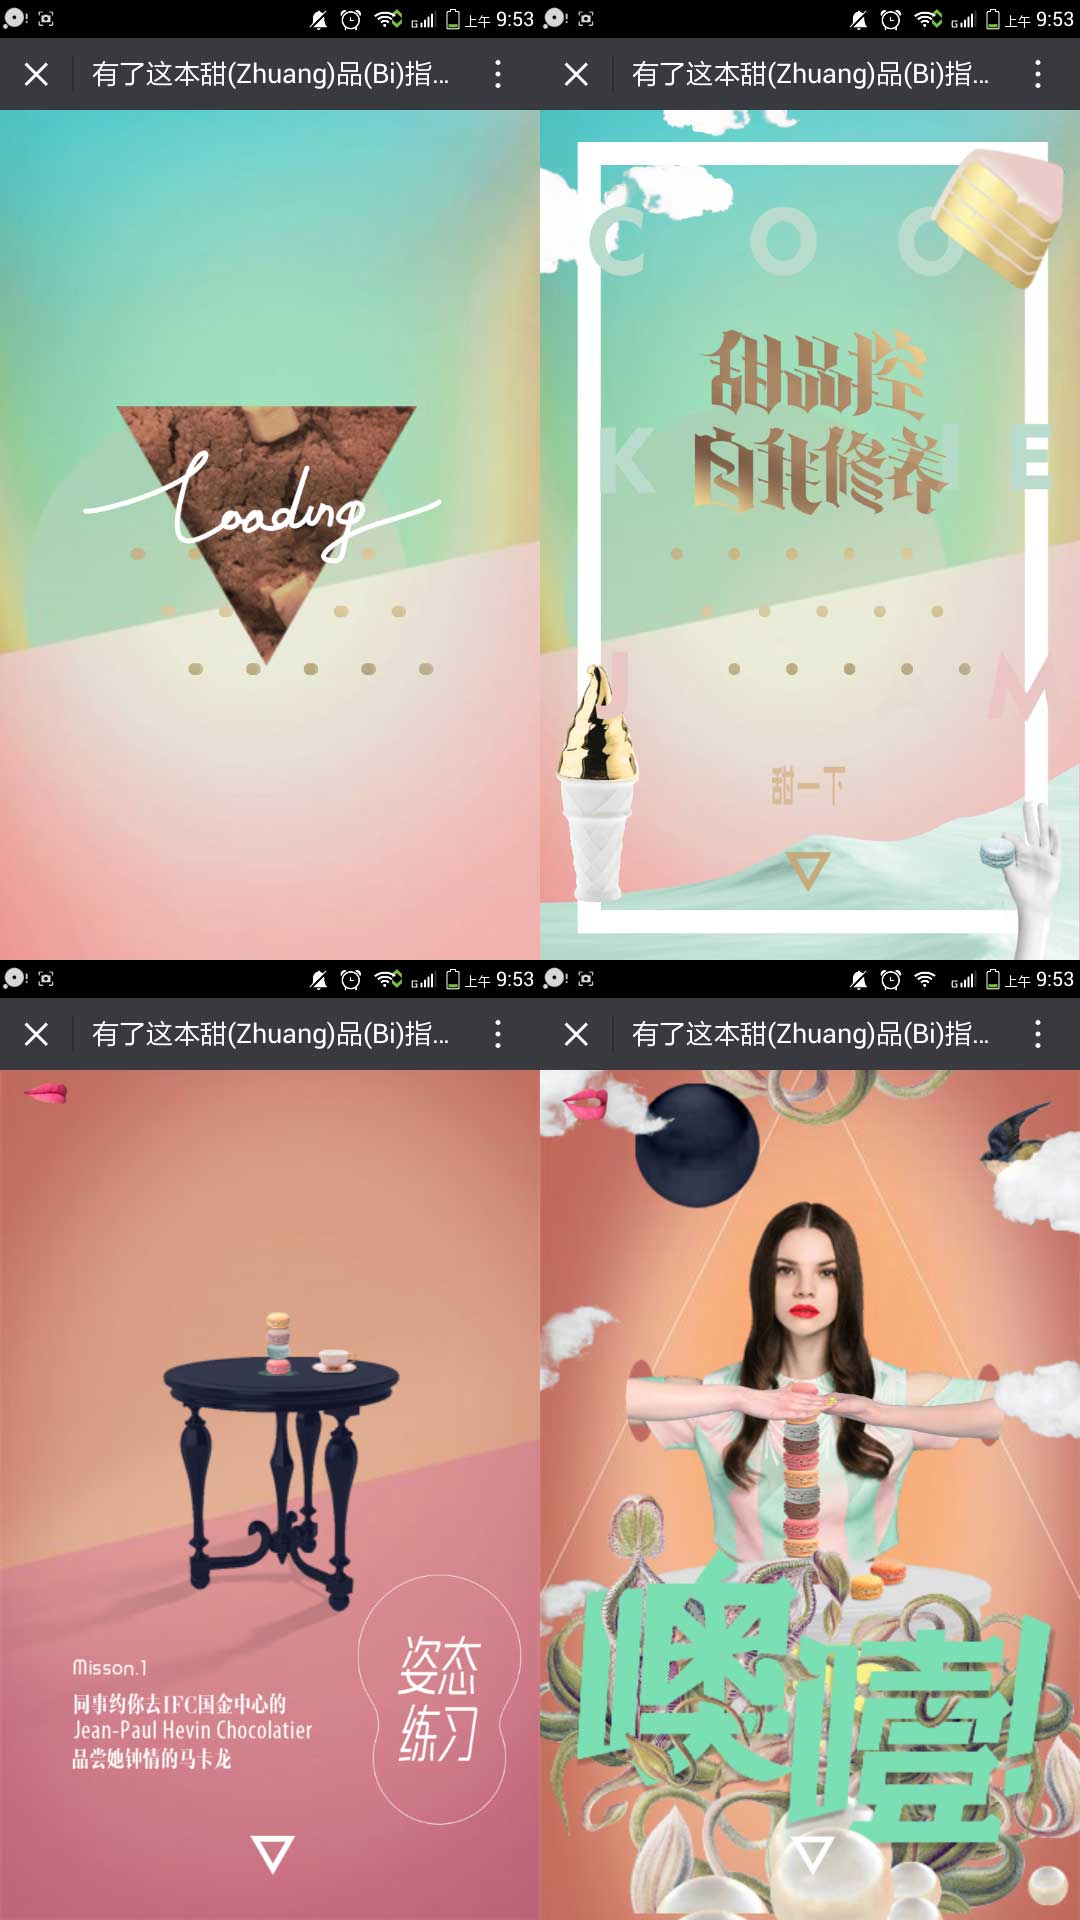 上午 9:53
有了这本甜(Zhuang)品(Bi)指...
Loading
上午 9:53
有了这本甜(Zhuang)品(Bi)指...
C O O
K I E
J A M
甜品控
自我修养
甜一下
上午 9:53
有了这本甜(Zhuang)品(Bi)指...
Misson.1
同事约你去IFC国金中心的
Jean-Paul Hevin Chocolatier
品尝她钟情的马卡龙
姿态
练习
上午 9:53
有了这本甜(Zhuang)品(Bi)指...
噢嘻!